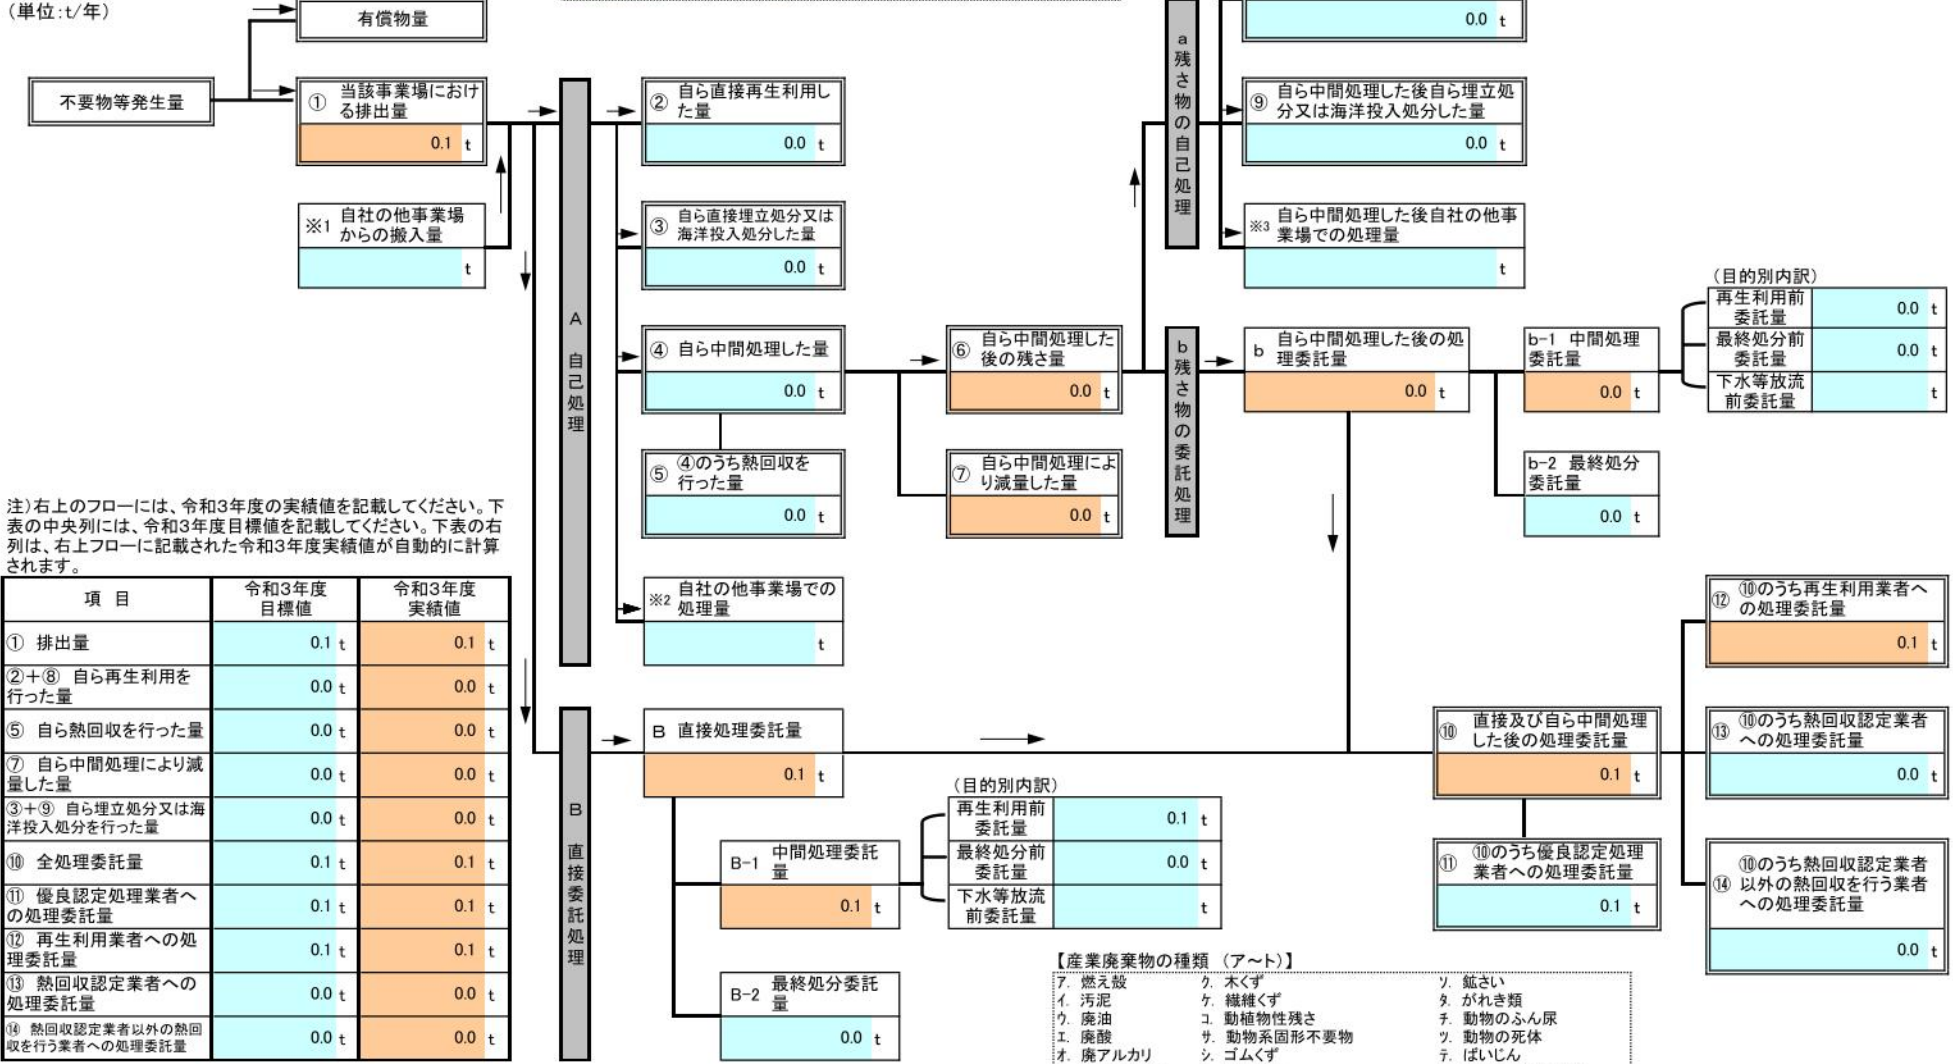 (単位:t/年)
有償物量
不要物等発生量
① 当該事業場におけ
る排出量
0.1 t
※1 自社の他事業場
からの搬入量
t
A 自己処理
② 自ら直接再生利用し
た量
0.0 t
③ 自ら直接埋立処分又は
海洋投入処分した量
0.0 t
④ 自ら中間処理した量
0.0 t
⑤ ④のうち熱回収を
行った量
0.0 t
※2 自社の他事業場での
処理量
t
⑥ 自ら中間処理した
後の残さ量
0.0 t
⑦ 自ら中間処理によ
り減量した量
0.0 t
a 残さ物の自己処理
0.0 t
⑨ 自ら中間処理した後自ら埋立処
分又は海洋投入処分した量
0.0 t
※3 自ら中間処理した後自社の他事
業場での処理量
t
b 残さ物の委託処理
b 自ら中間処理した後の処
理委託量
0.0 t
b-1 中間処理
委託量
0.0 t
b-2 最終処分
委託量
0.0 t
(目的別内訳)
再生利用前
委託量
0.0 t
最終処分前
委託量
0.0 t
下水等放流
前委託量
t
注)右上のフローには、令和3年度の実績値を記載してください。下
表の中央列には、令和3年度目標値を記載してください。下表の右
列は、右上フローに記載された令和3年度実績値が自動的に計算
されます。
項 目 令和3年度 令和3年度
目標値 実績値
① 排出量 0.1 t 0.1 t
②+⑧ 自ら再生利用を
行った量 0.0 t 0.0 t
⑤ 自ら熱回収を行った量 0.0 t 0.0 t
⑦ 自ら中間処理により減
量した量 0.0 t 0.0 t
③+⑨ 自ら埋立処分又は海
洋投入処分を行った量 0.0 t 0.0 t
⑩ 全処理委託量 0.1 t 0.1 t
⑪ 優良認定処理業者へ
の処理委託量 0.1 t 0.1 t
⑫ 再生利用業者への処
理委託量 0.1 t 0.1 t
⑬ 熱回収認定業者への
処理委託量 0.0 t 0.0 t
⑭ 熱回収認定業者以外の熱回
収を行う業者への処理委託量 0.0 t 0.0 t
B 直接委託処理
B 直接処理委託量
0.1 t
B-1 中間処理委託
量
0.1 t
B-2 最終処分委託
量
0.0 t
(目的別内訳)
再生利用前
委託量
0.1 t
最終処分前
委託量
0.0 t
下水等放流
前委託量
t
⑩ 直接及び自ら中間処理
した後の処理委託量
0.1 t
⑪ ⑩のうち優良認定処理
業者への処理委託量
0.1 t
⑫ ⑩のうち再生利用業者へ
の処理委託量
0.1 t
⑬ ⑩のうち熱回収認定業者
への処理委託量
0.0 t
⑭ ⑩のうち熱回収認定業者
以外の熱回収を行う業者
への処理委託量
0.0 t
【産業廃棄物の種類 (ア~ト)】
ア. 燃え殻 ク. 木くず ソ. 鉱さい
イ. 汚泥 ケ. 繊維くず タ. がれき類
ウ. 廃油 コ. 動植物性残さ チ. 動物のふん尿
エ. 廃酸 サ. 動物系固形不要物 ツ. 動物の死体
オ. 廃アルカリ シ. ゴムくず テ. ばいじん